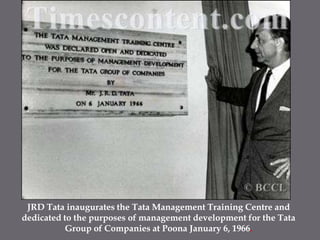 Timescontent.com
THE TATA MANAGEMENT TRAINING CENTRE
WAS DECLARED OPEN AND DEDICATED
TO THE PURPOSES OF MANAGEMENT DEVELOPMENT
FOR THE TATA GROUP OF COMPANIES
BY
Mr. J. R. D. TATA
ON 6 JANUARY 1966
© BCCL
JRD Tata inaugurates the Tata Management Training Centre and
dedicated to the purposes of management development for the Tata
Group of Companies at Poona January 6, 1966